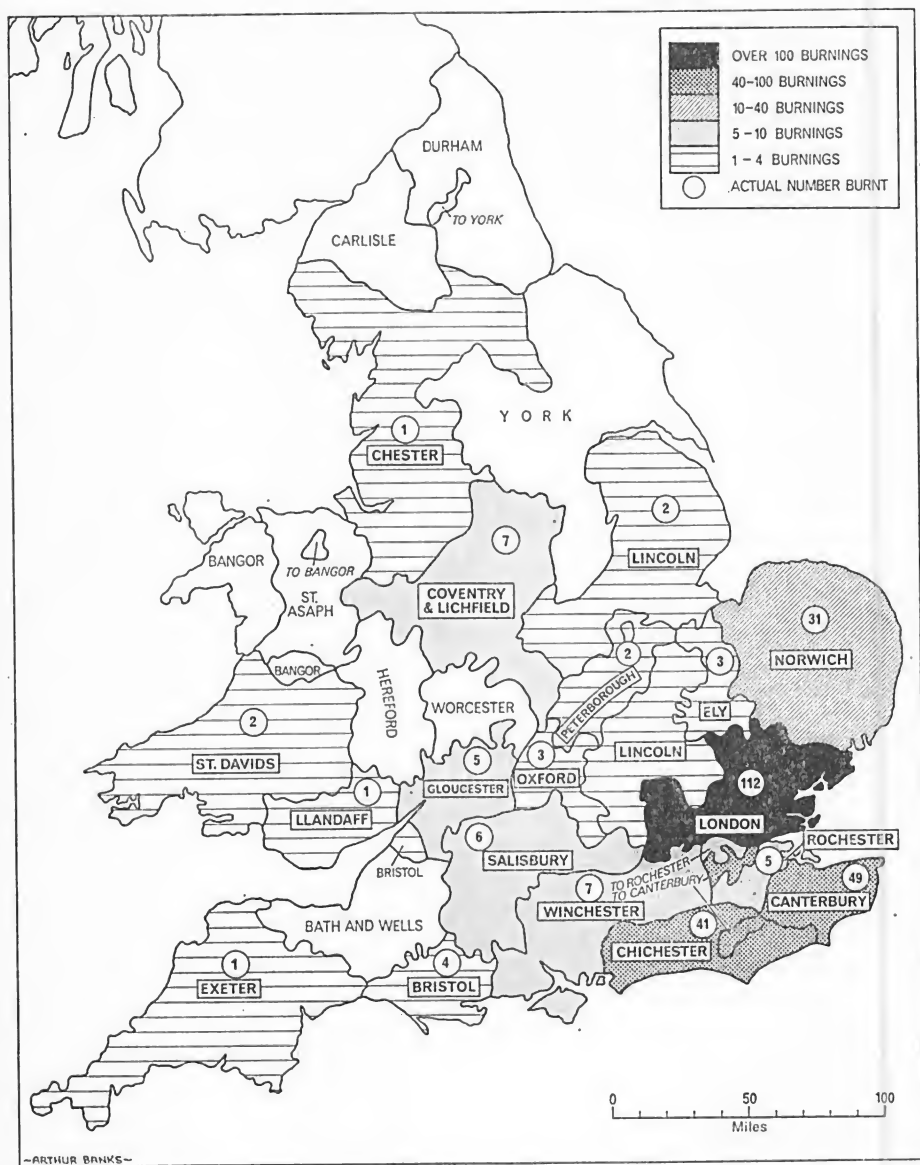 OVER 100 BURNINGS
40-100 BURNINGS
10-40 BURNINGS
5-10 BURNINGS
1-4 BURNINGS
ACTUAL NUMBER BURNT
DURHAM
TO YORK
CARLISLE
YORK
1
CHESTER
2
LINCOLN
7
COVENTRY
& LICHFIELD
BANGOR
TO BANGOR
ST.
ASAPH
31
NORWICH
BANGOR
HEREFORD
WORCESTER
2
PETERBOROUGH
3
ELY
2
ST. DAVIDS
5
GLOUCESTER
3
OXFORD
LINCOLN
112
LONDON
1
LLANDAFF
BRISTOL
6
SALISBURY
ROCHESTER
5
TO ROCHESTER
TO CANTERBURY
7
WINCHESTER
49
CANTERBURY
41
CHICHESTER
BATH AND WELLS
1
EXETER
4
BRISTOL
0 50 100
Miles
~ARTHUR BANKS~